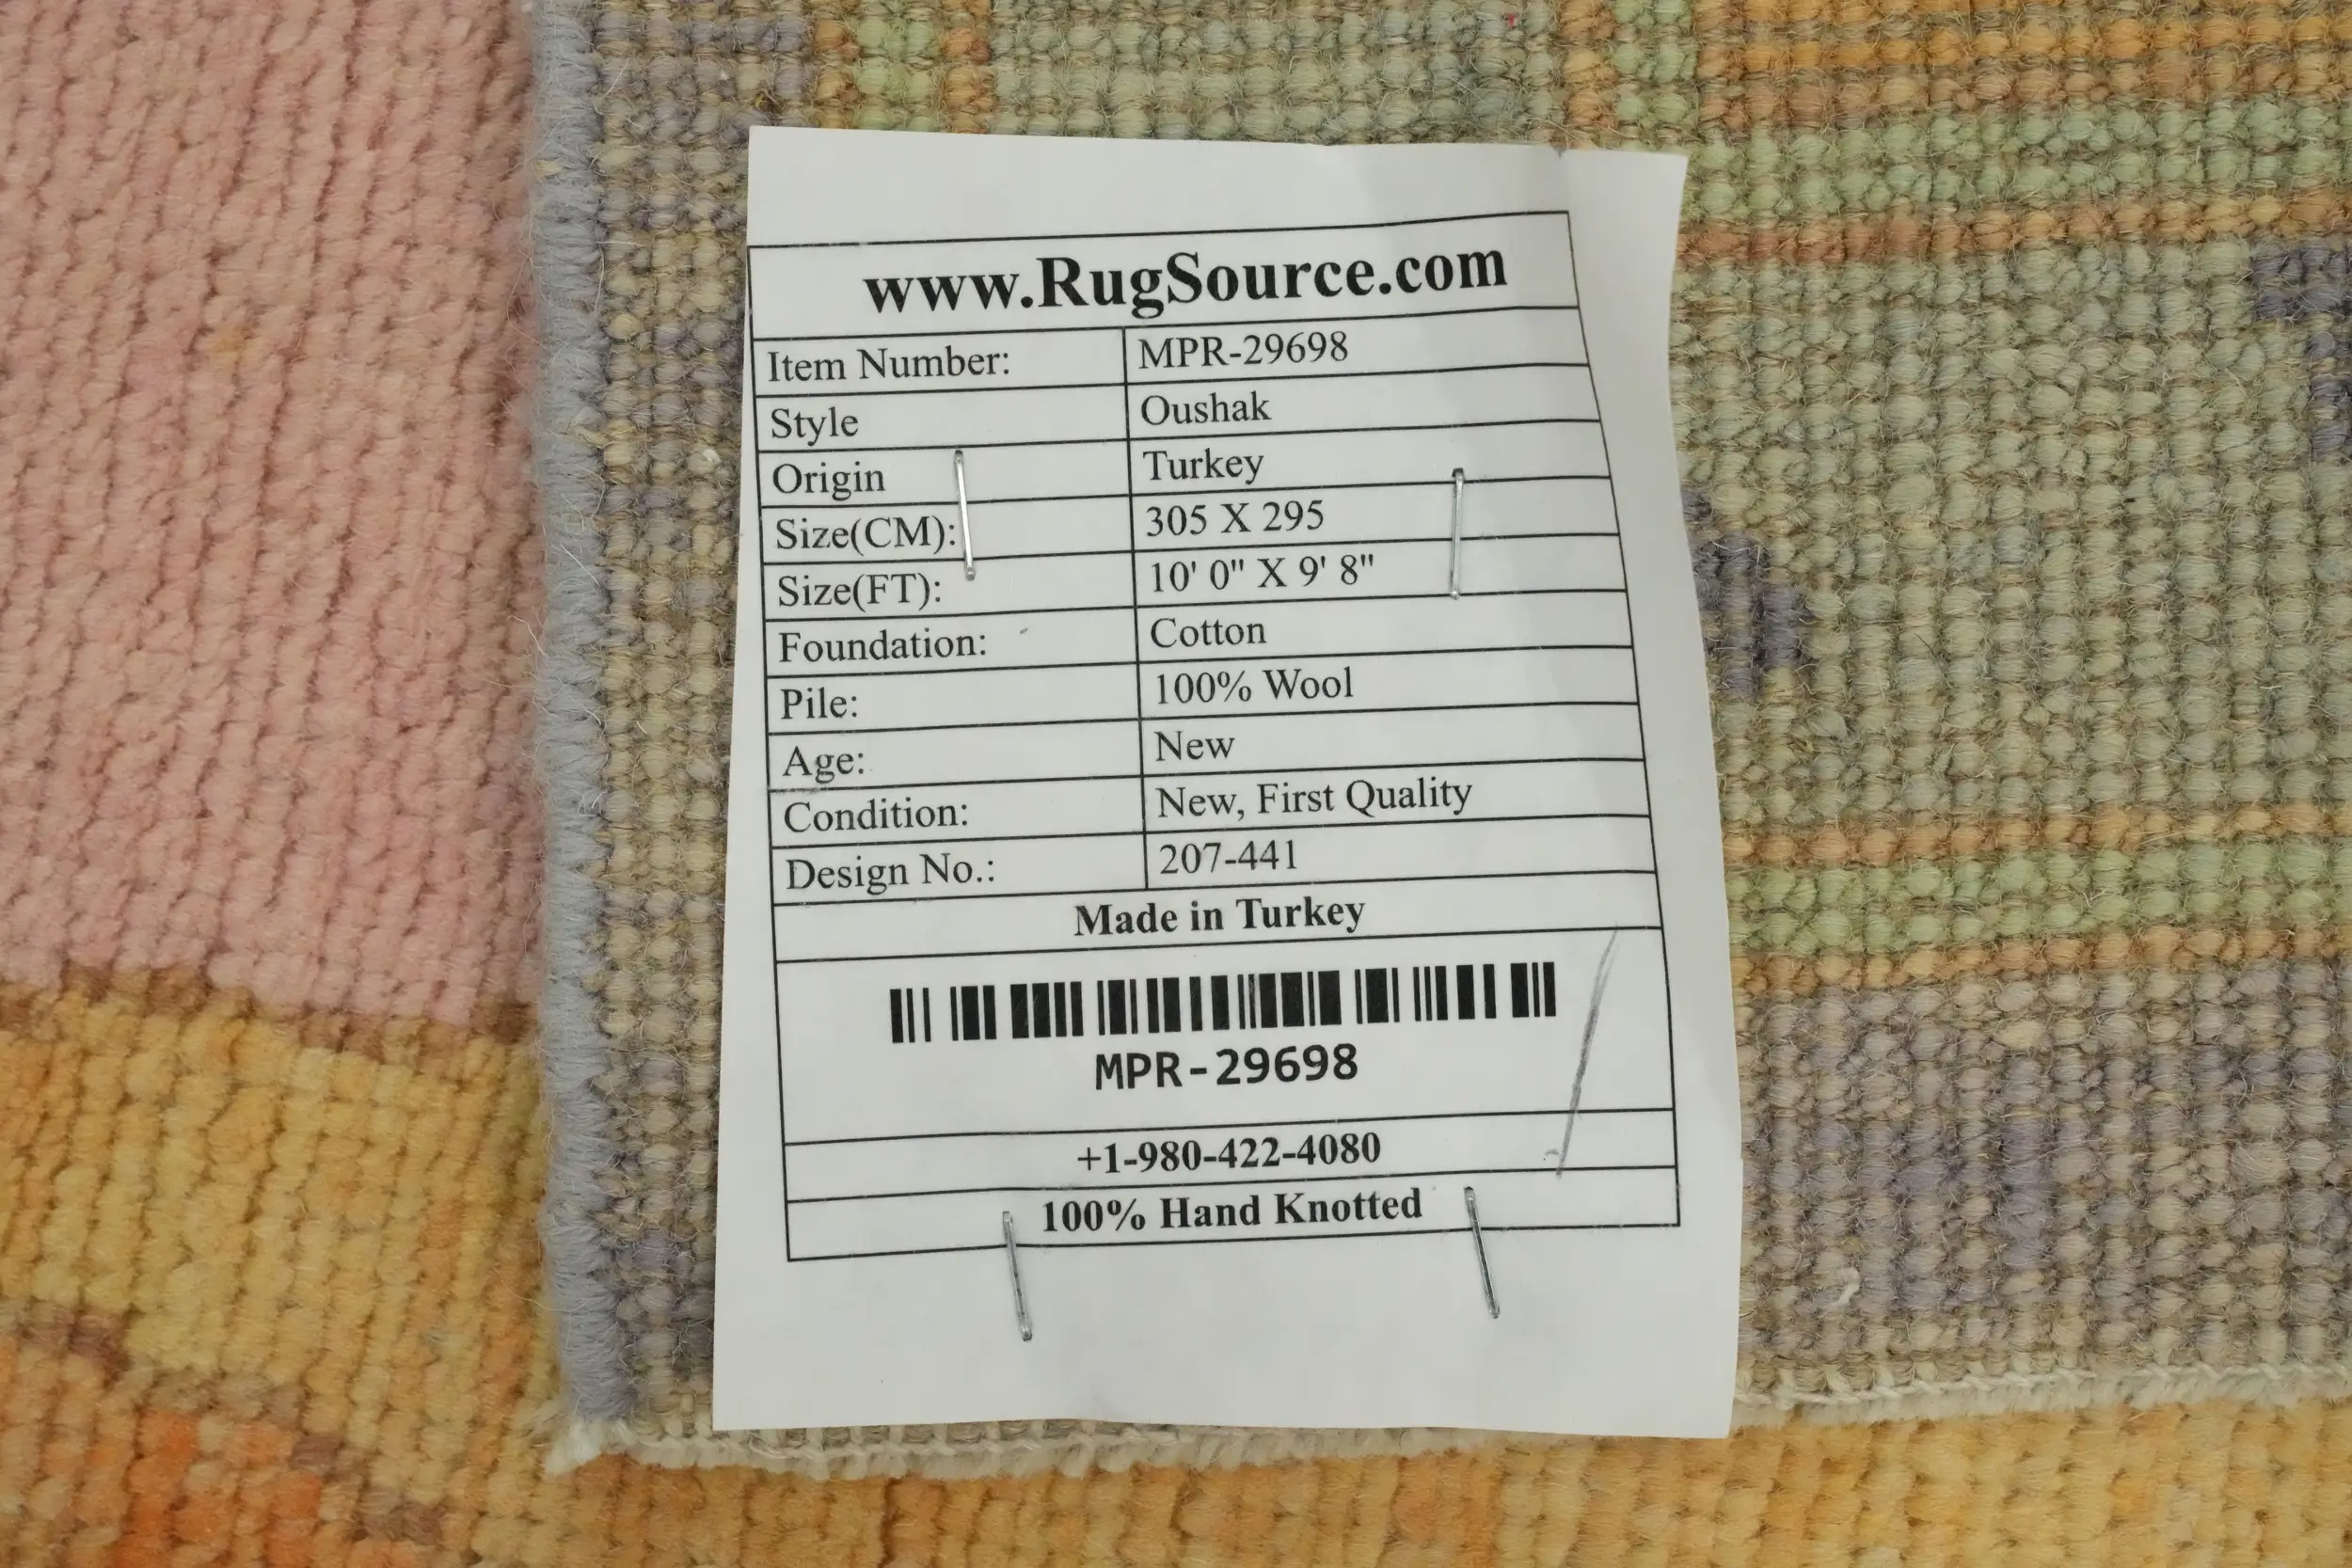 www.RugSource.com
Item Number: MPR-29698
Style Oushak
Origin Turkey
Size(CM): 305 X 295
Size(FT): 10' 0" X 9' 8"
Foundation: Cotton
Pile: 100% Wool
Age: New
Condition: New, First Quality
Design No.: 207-441
Made in Turkey
MPR-29698
+1-980-422-4080
100% Hand Knotted